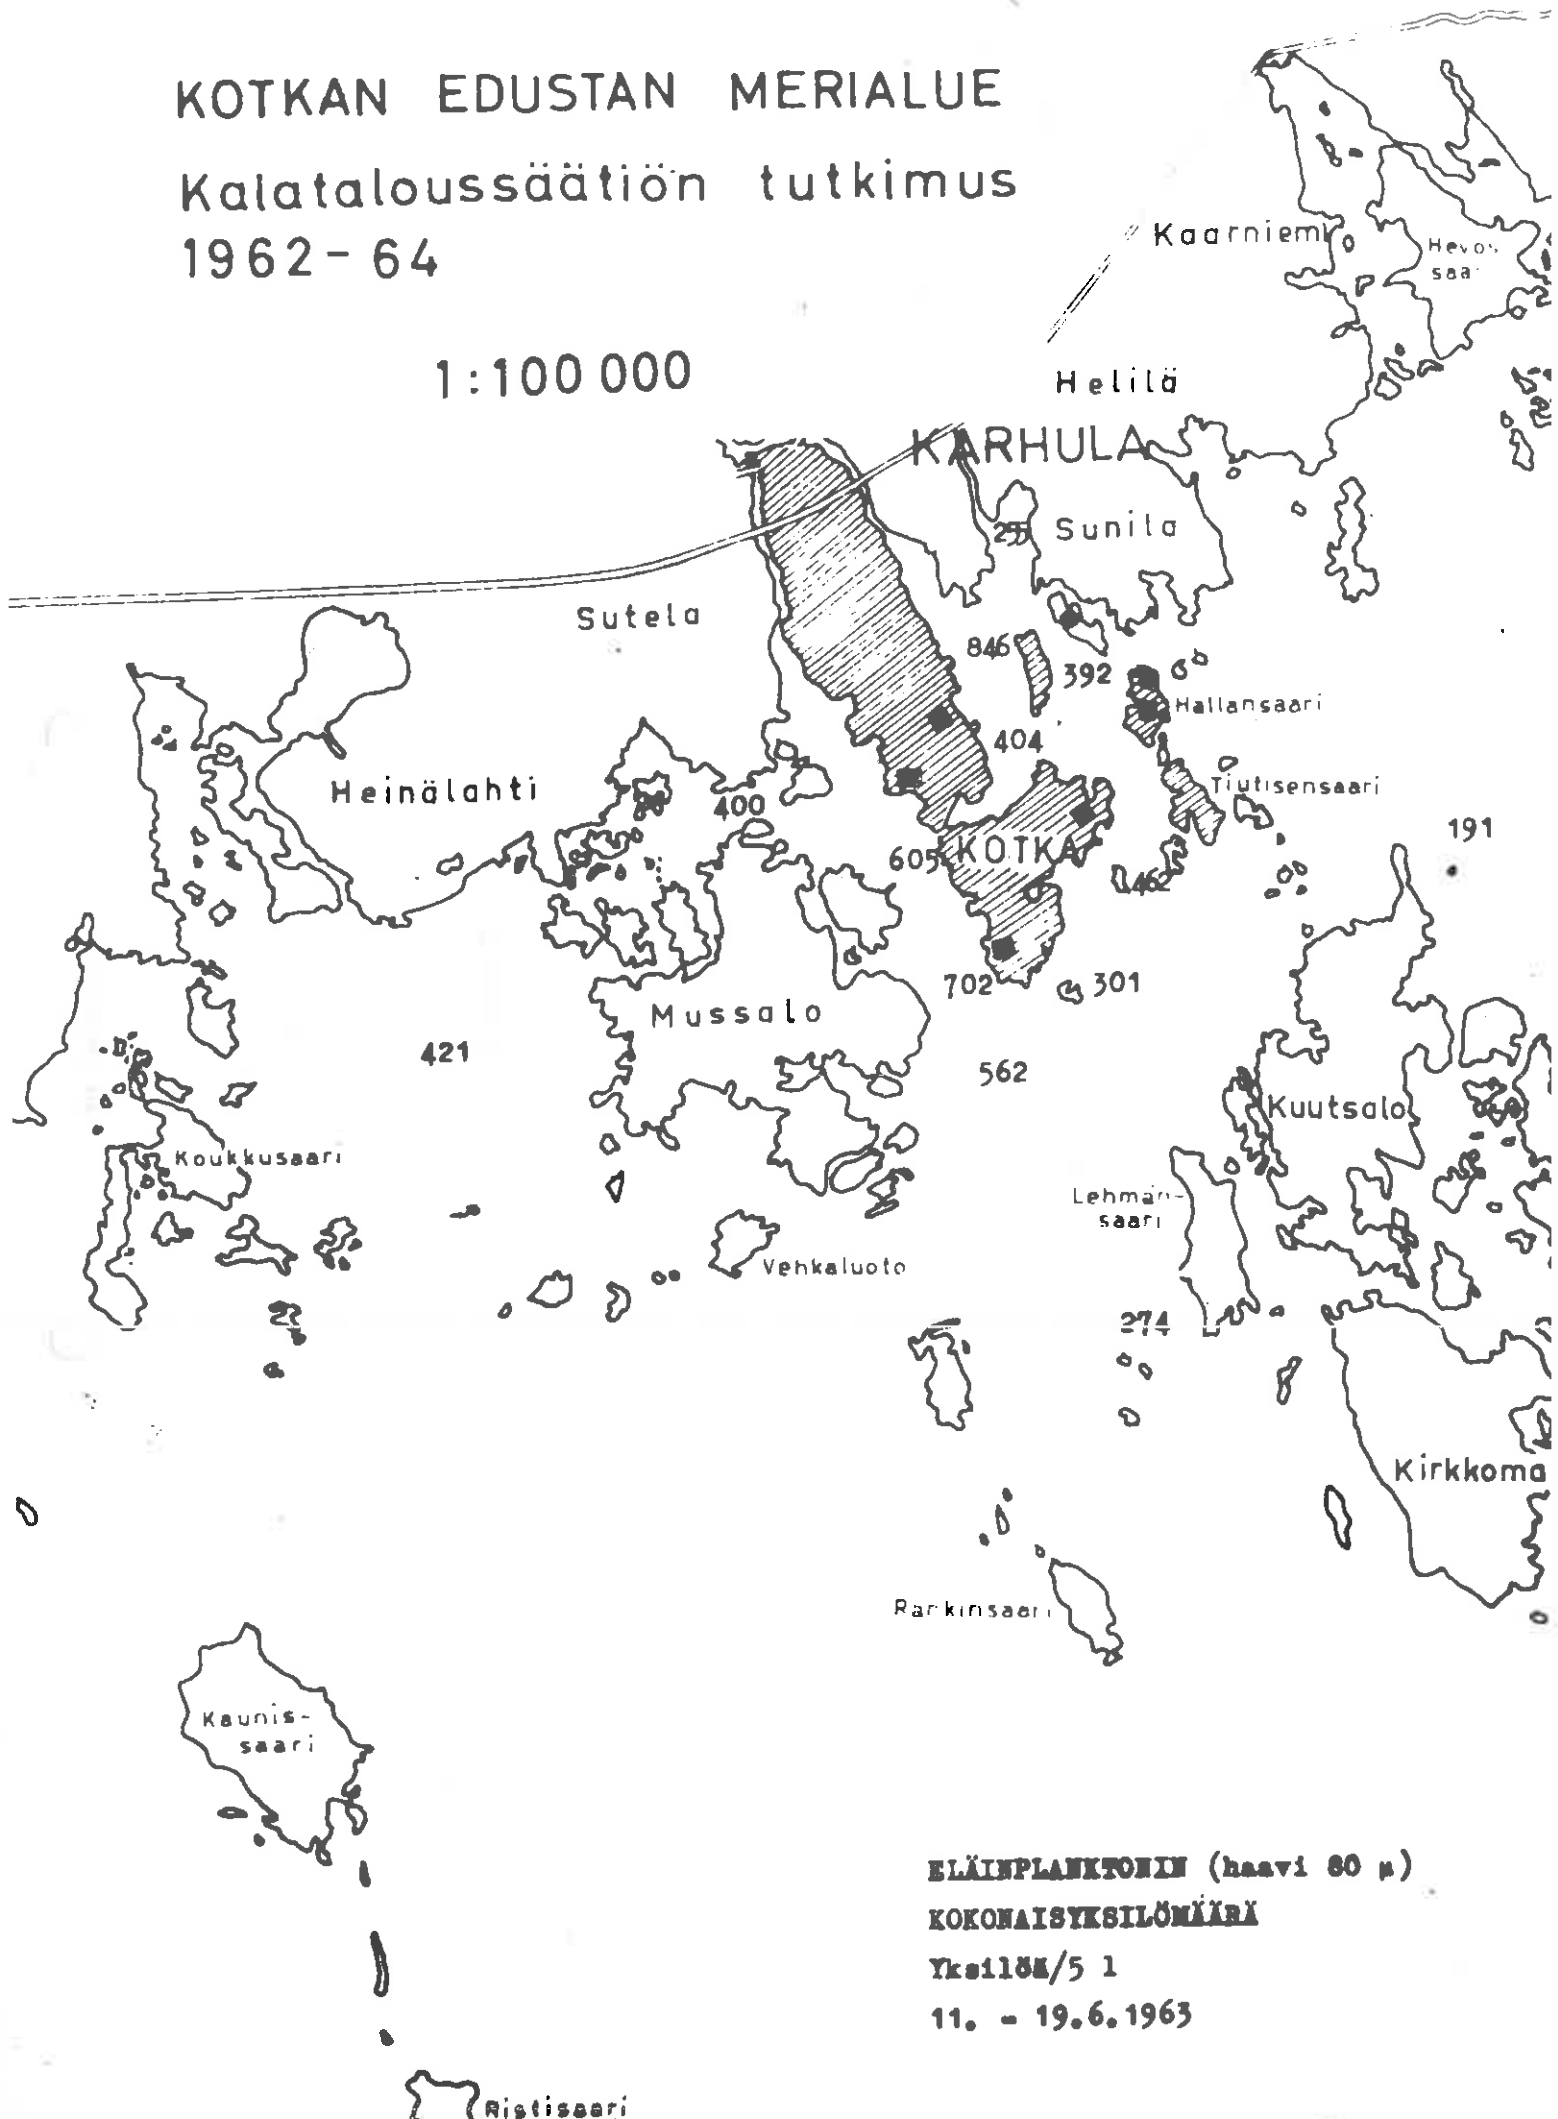 KOTKAN EDUSTAN MERIALUE
Kalataloussäätiön tutkimus
1962-64
1:100 000
Kaarniemi
Helilä
KARHULA
Sunila
Sutela
846
392
Hallansaari
404
Heinälahti
400
Tiutisensaari
191
605
KOTKA
462
702
301
Mussalo
421
562
Kuutsalo
Koukkusaari
Lehmän-
saari
Vehkaluoto
274
Kirkkoma
Rankinsaari
Kaunis-
saari
ELÄINPLANKTONIN (haavi 80 µ)
KOKONAISYKSILÖMÄÄRÄ
Yksilöä/5 l
11. - 19.6.1963
Ristisaari